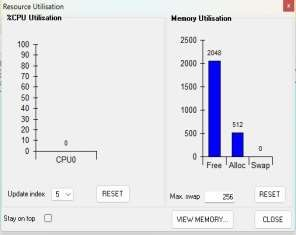 Resource Utilisation
x
%CPU Utilisation
100
90
80
70
60
50
40
30
20
10
0
0
CPU0
Update index 5
RESET
Stay on top
Memory Utilisation
2500
2000
1500
1000
500
0
2048
512
0
Free Alloc Swap
Max. swap 256
RESET
VIEW MEMORY...
CLOSE